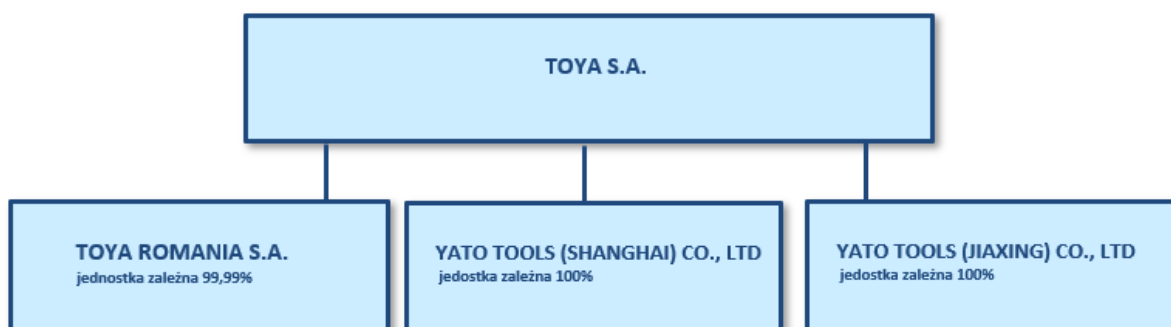 TOYA S.A.
TOYA ROMANIA S.A.
jednostka zależna 99,99%
YATO TOOLS (SHANGHAI) CO., LTD
jedostka zależna 100%
YATO TOOLS (JIAXING) CO., LTD
jedostka zależna 100%